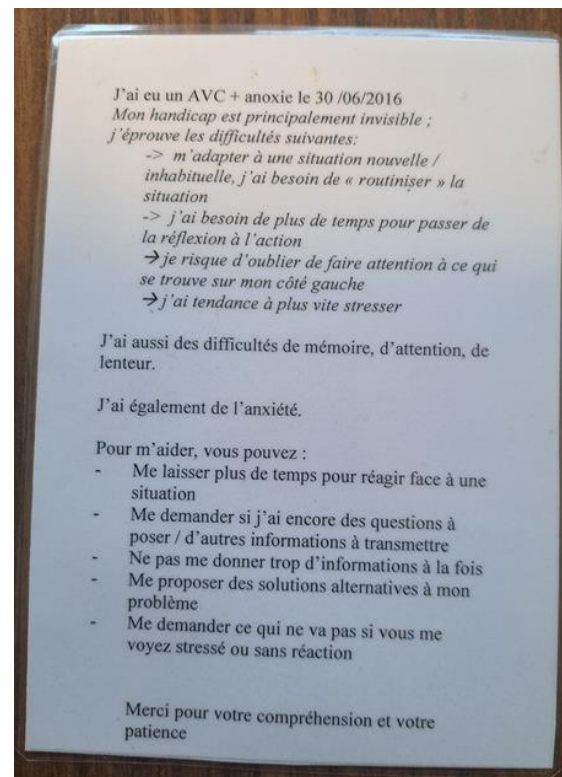 J'ai eu un AVC + anoxie le 30 /06/2016
Mon handicap est principalement invisible ;
j'éprouve les difficultés suivantes:
-> m'adapter à une situation nouvelle /
inhabituelle, j'ai besoin de « routiniser » la
situation
-> j'ai besoin de plus de temps pour passer de
la réflexion à l'action
→je risque d'oublier de faire attention à ce qui
se trouve sur mon côté gauche
→j'ai tendance à plus vite stresser
J'ai aussi des difficultés de mémoire, d'attention, de
lenteur.
J'ai également de l'anxiété.
Pour m'aider, vous pouvez :
- Me laisser plus de temps pour réagir face à une
situation
- Me demander si j'ai encore des questions à
poser / d'autres informations à transmettre
- Ne pas me donner trop d'informations à la fois
- Me proposer des solutions alternatives à mon
problème
- Me demander ce qui ne va pas si vous me
voyez stressé ou sans réaction
Merci pour votre compréhension et votre
patience